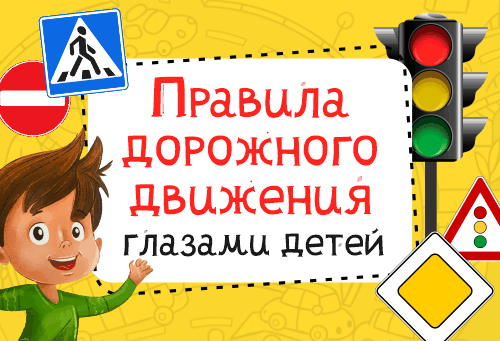 Правила
дорожного
движения
глазами детей